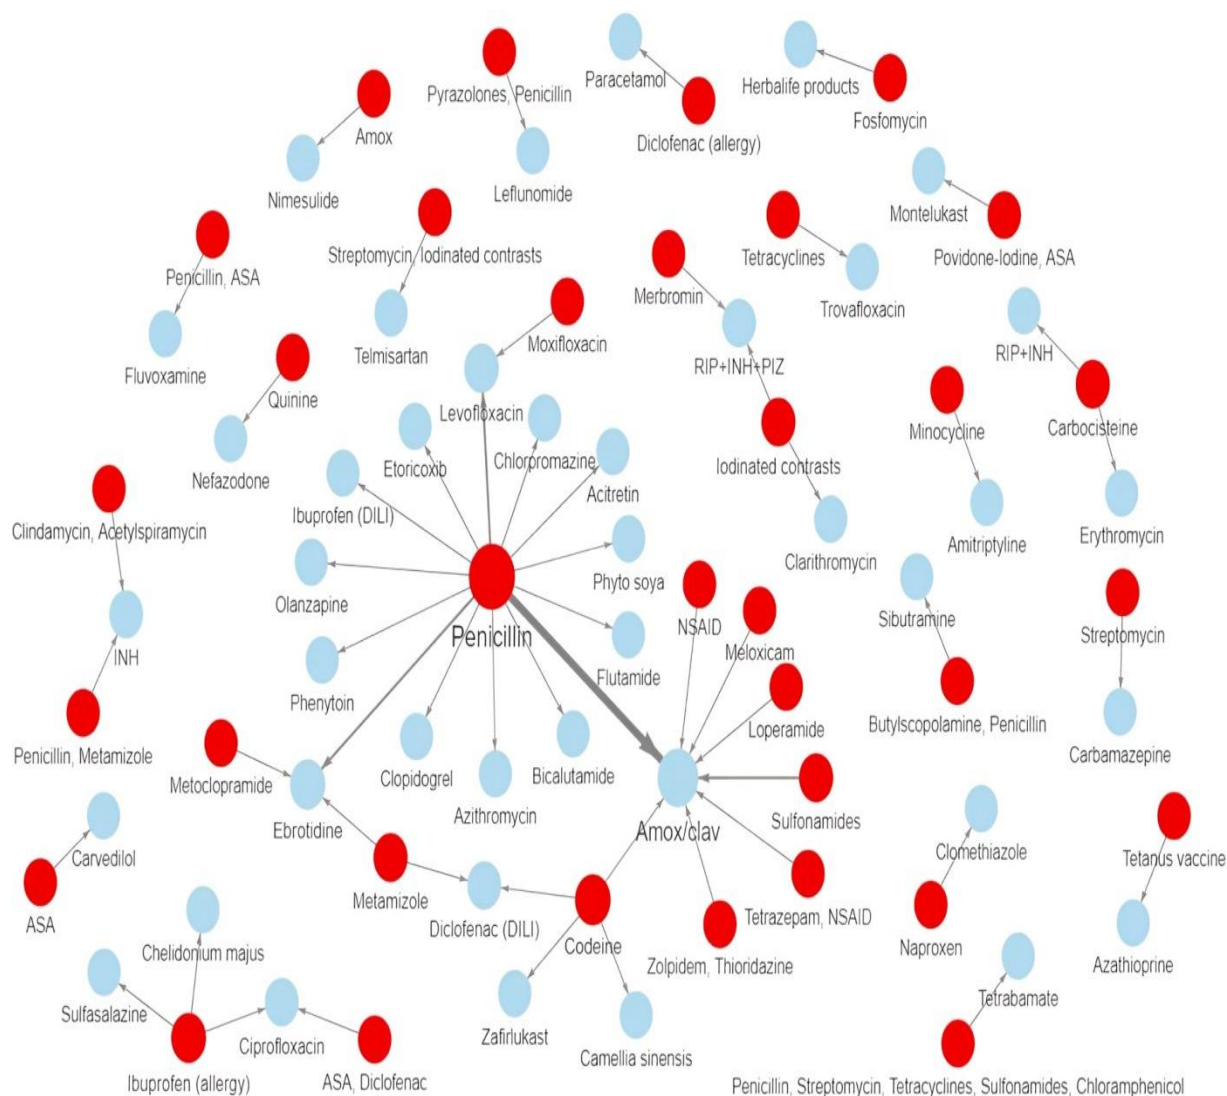 Paracetamol
Herbalife products
Pyrazolones, Penicillin
Fosfomycin
Amox
Diclofenac (allergy)
Nimesulide
Leflunomide
Montelukast
Streptomycin, Iodinated contrasts
Tetracyclines
Povidone-Iodine, ASA
Penicillin, ASA
Merbromin
Trovafloxacin
Telmisartan
Moxifloxacin
RIP+INH+PIZ
RIP+INH
Fluvoxamine
Quinine
Levofloxacin
Minocycline
Carbocisteine
Nefazodone
Etoricoxib
Chlorpromazine
Iodinated contrasts
Acitretin
Ibuprofen (DILI)
Clindamycin, Acetylspiramycin
Amitriptyline
Erythromycin
Clarithromycin
Olanzapine
Phyto soya
Sibutramine
Penicillin
NSAID
Streptomycin
INH
Meloxicam
Flutamide
Phenytoin
Loperamide
Butylscopolamine, Penicillin
Penicillin, Metamizole
Carbamazepine
Metoclopramide
Clopidogrel
Bicalutamide
Azithromycin
Sulfonamides
Ebrotidine
Amox/clav
Clomethiazole
Tetanus vaccine
Carvedilol
Metamizole
Tetrazepam, NSAID
ASA
Diclofenac (DILI)
Codeine
Naproxen
Chelidonium majus
Zolpidem, Thioridazine
Azathioprine
Tetrabamate
Sulfasalazine
Zafirlukast
Ciprofloxacin
Camellia sinensis
Ibuprofen (allergy)
ASA, Diclofenac
Penicillin, Streptomycin, Tetracyclines, Sulfonamides, Chloramphenicol